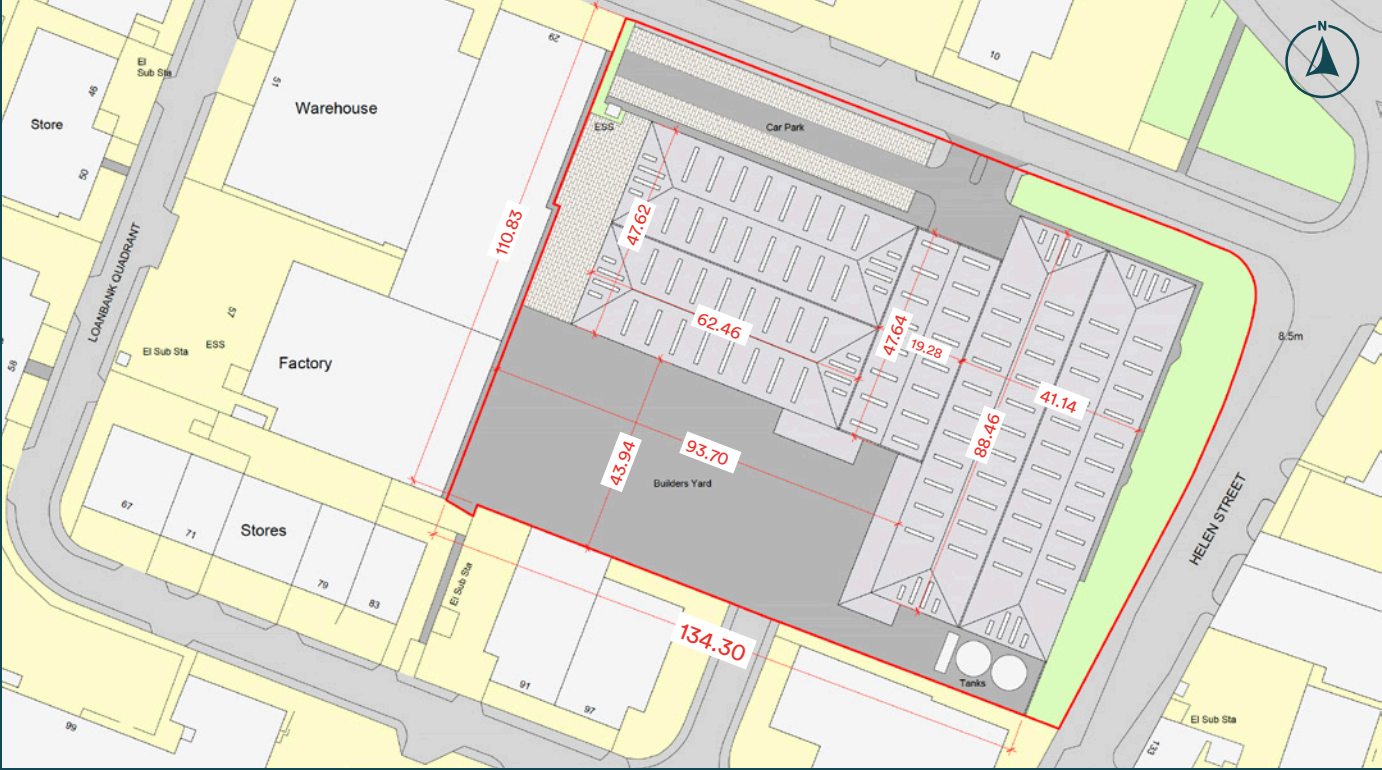 N
62
10
El
Sub Sta
51
46
Warehouse
Store
Car Park
ESS
50
110.83
47.62
LOANBANK QUADRANT
57
62.46
47.64
19.28
8.5m
El Sub Sta
ESS
58
Factory
41.14
88.46
93.70
43.94
Builders Yard
HELEN STREET
67
71
Stores
79
83
El Sub Sta
134.30
91
97
Tanks
99
El Sub Sta
133